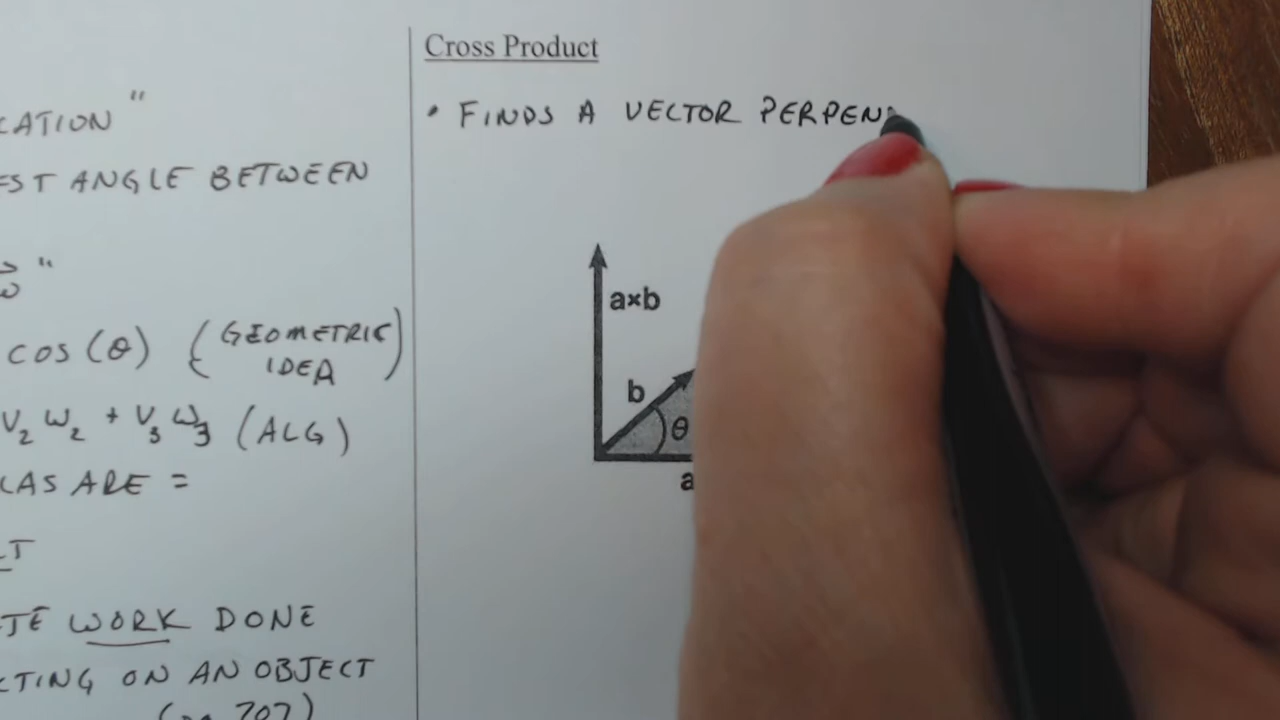 CATION "
EST ANGLE BETWEEN
ω "
COS (θ) (GEOMETRIC
IDEA)
V₂ W₂ + V₃ W₃ (ALG)
LAS ARE =
TE WORK DONE
CTING ON AN OBJECT
707)
Cross Product
• FINDS A VECTOR PERPEN
a×b
b
θ
a